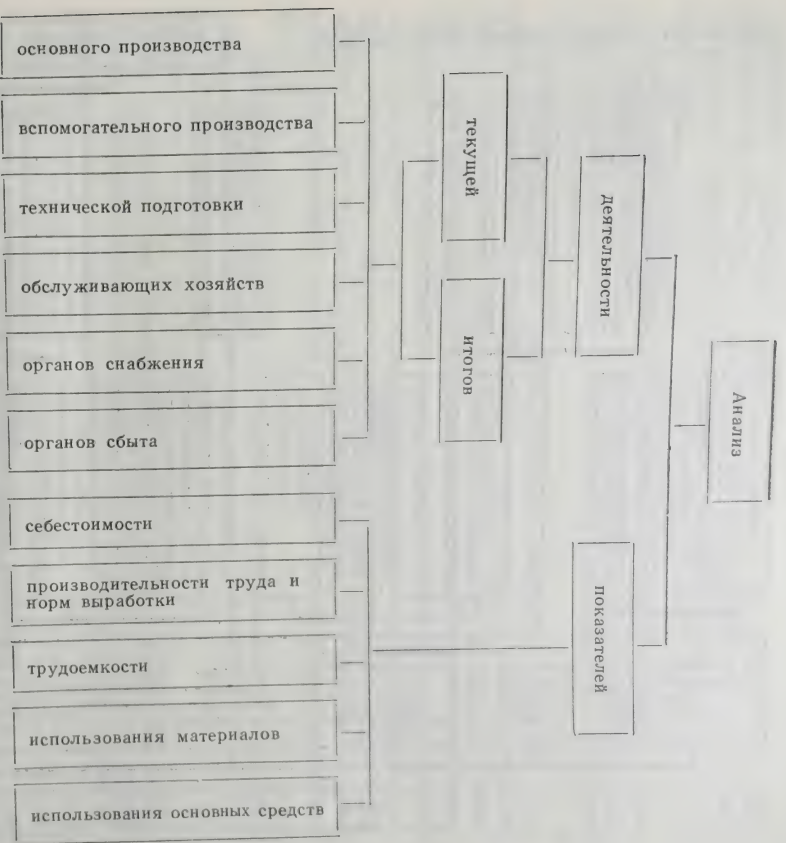 Анализ
деятельности
показателей
текущей
итогов
основного производства
вспомогательного производства
технической подготовки
обслуживающих хозяйств
органов снабжения
органов сбыта
себестоимости
производительности труда и
норм выработки
трудоемкости
использования материалов
использования основных средств